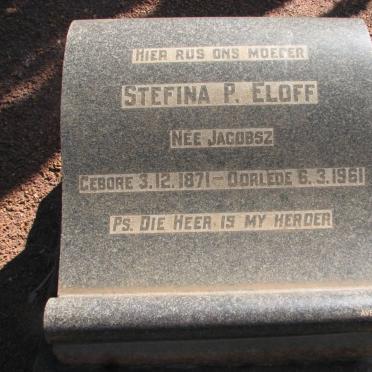 HIER RUS ONS MOEDER
STEFINA P. ELOFF
NÉE JACOBSZ
GEBORE 3.12.1871 – OORLEDE 6.3.1961
PS. DIE HEER IS MY HERDER